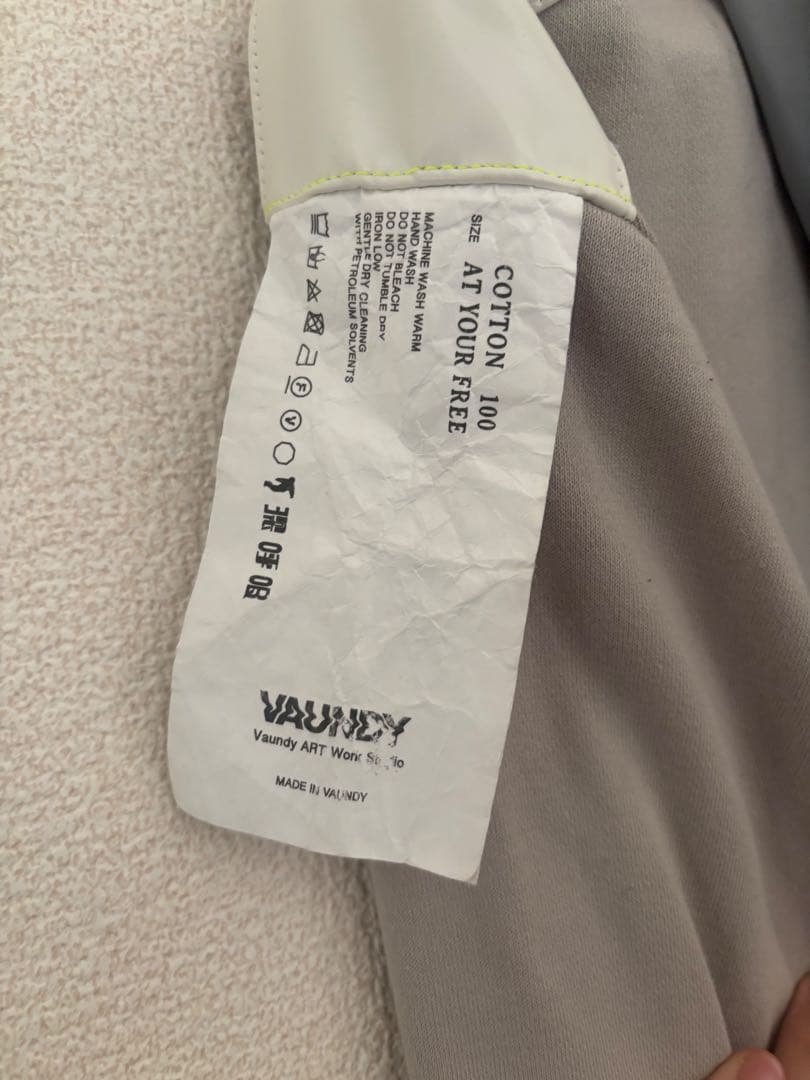 COTTON 100
SIZE AT YOUR FREE
MACHINE WASH WARM
HAND WASH
DO NOT BLEACH
DO NOT TUMBLE DRY
IRON LOW
GENTLE DRY CLEANING
WITH PETROLEUM SOLVENTS
F
VAUNDY
Vaundy ART Work Studio
MADE IN VAUNDY